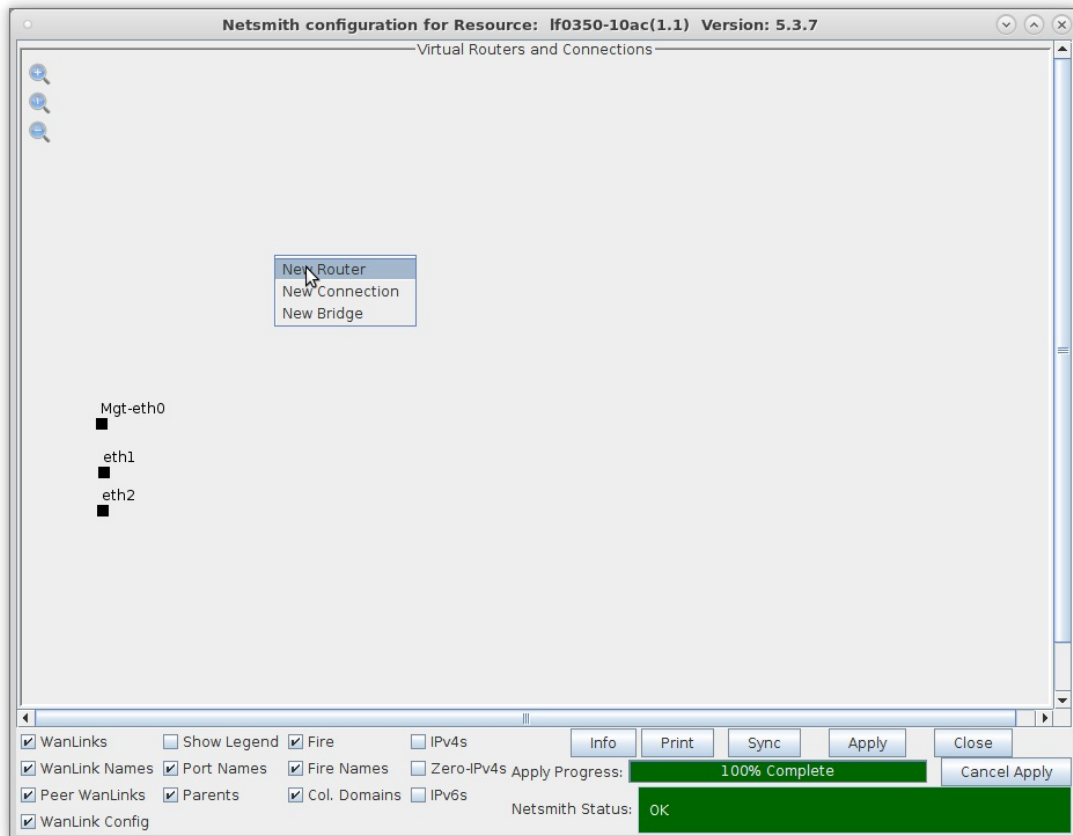 Netsmith configuration for Resource: lf0350-10ac(1.1) Version: 5.3.7
Virtual Routers and Connections
New Router
New Connection
New Bridge
Mgt-eth0
eth1
eth2
WanLinks Show Legend Fire IPv4s Info Print Sync Apply Close
WanLink Names Port Names Fire Names Zero-IPv4s Apply Progress: 100% Complete Cancel Apply
Peer WanLinks Parents Col. Domains IPv6s Netsmith Status: OK
WanLink Config